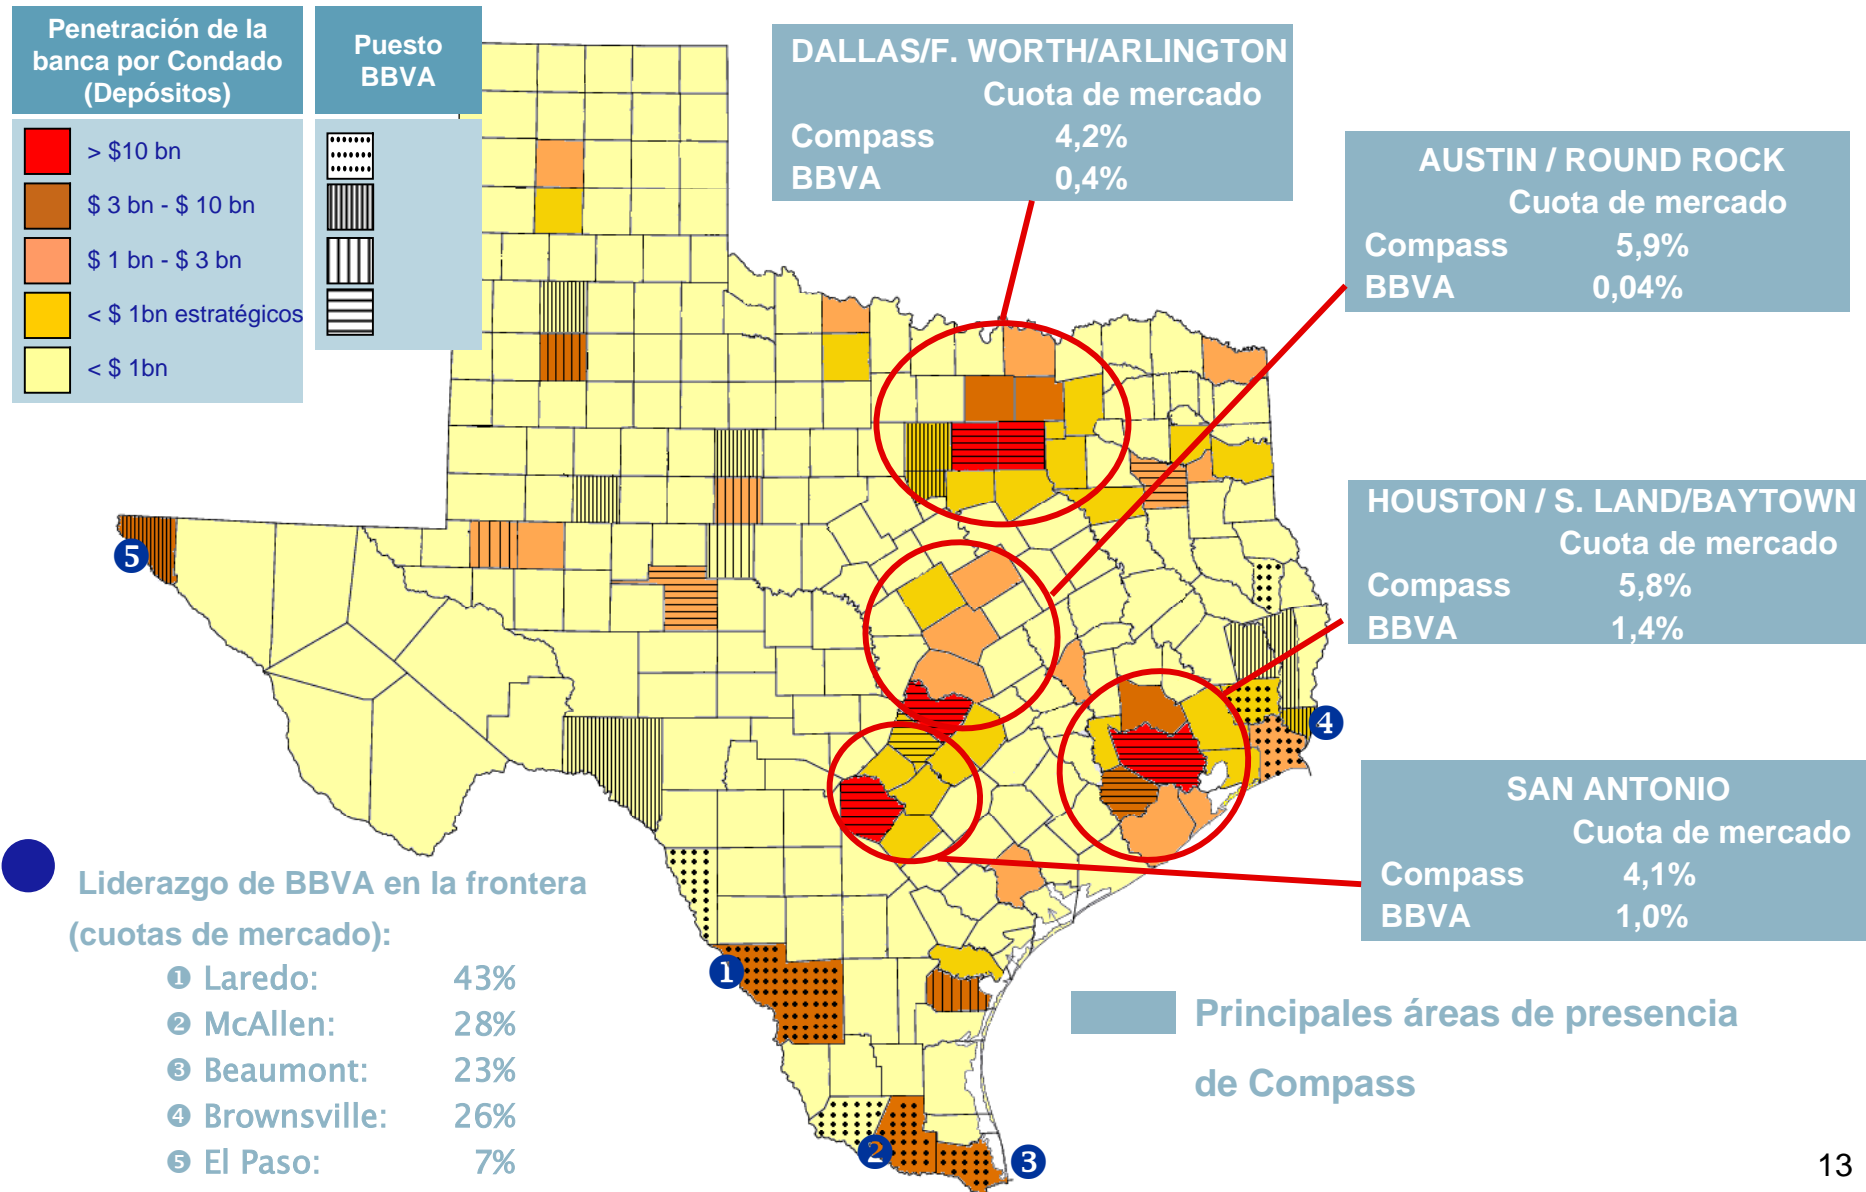 Penetración de la
banca por Condado
(Depósitos)
> $10 bn
$ 3 bn - $ 10 bn
$ 1 bn - $ 3 bn
< $ 1bn estratégicos
< $ 1bn
Puesto
BBVA
DALLAS/F. WORTH/ARLINGTON
Cuota de mercado
Compass 4,2%
BBVA 0,4%
AUSTIN / ROUND ROCK
Cuota de mercado
Compass 5,9%
BBVA 0,04%
HOUSTON / S. LAND/BAYTOWN
Cuota de mercado
Compass 5,8%
BBVA 1,4%
SAN ANTONIO
Cuota de mercado
Compass 4,1%
BBVA 1,0%
5
4
1
2
3
Liderazgo de BBVA en la frontera
(cuotas de mercado):
❶ Laredo: 43%
❷ McAllen: 28%
❸ Beaumont: 23%
❹ Brownsville: 26%
❺ El Paso: 7%
Principales áreas de presencia
de Compass
13